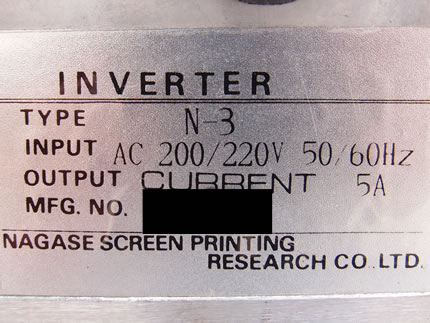 INVERTER
TYPE N-3
INPUT AC 200/220V 50/60Hz
OUTPUT CURRENT 5A
MFG. NO.
NAGASE SCREEN PRINTING
RESEARCH CO., LTD.